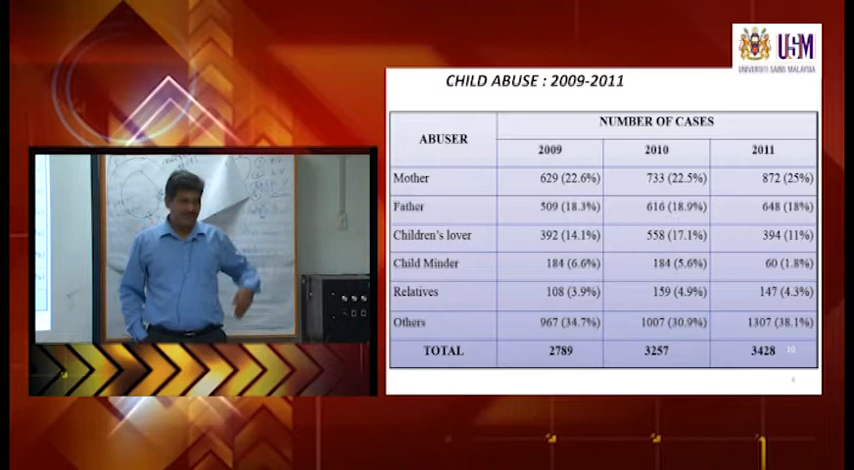 USM
UNIVERSITI SAINS MALAYSIA
CHILD ABUSE : 2009-2011
ABUSER NUMBER OF CASES
2009 2010 2011
Mother 629 (22.6%) 733 (22.5%) 872 (25%)
Father 509 (18.3%) 616 (18.9%) 648 (18%)
Children's lover 392 (14.1%) 558 (17.1%) 394 (11%)
Child Minder 184 (6.6%) 184 (5.6%) 60 (1.8%)
Relatives 108 (3.9%) 159 (4.9%) 147 (4.3%)
Others 967 (34.7%) 1007 (30.9%) 1307 (38.1%)
TOTAL 2789 3257 3428 10
4